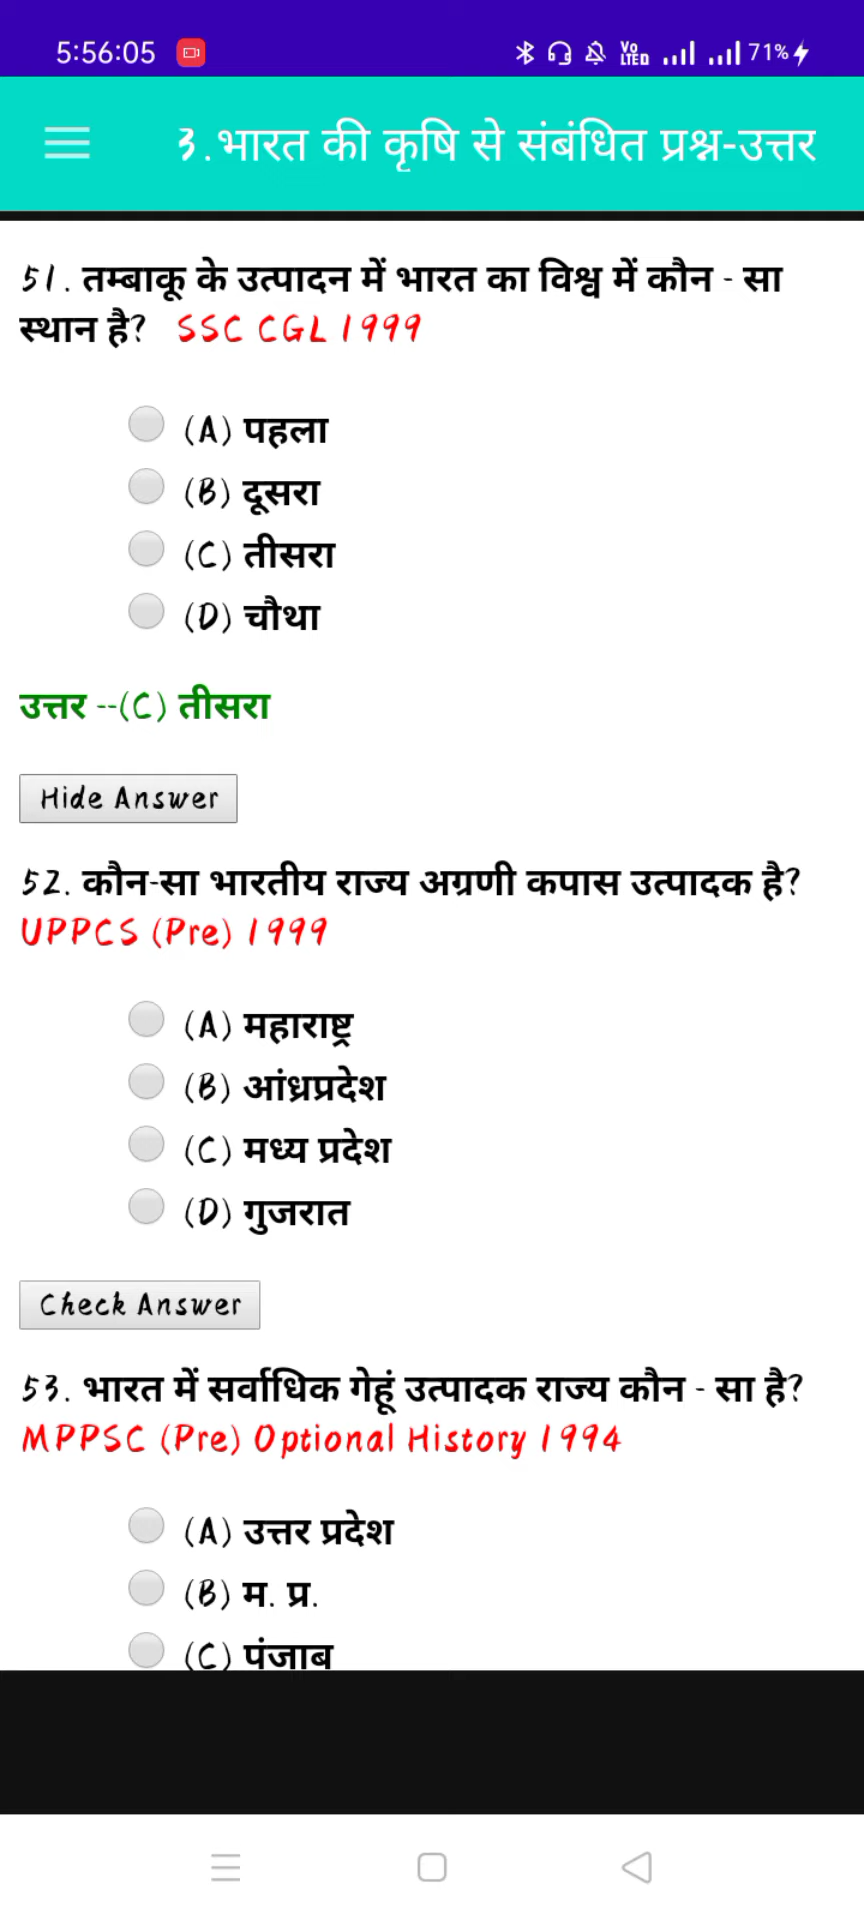 5:56:05
Vo LTED 71%
3.भारत की कृषि से संबंधित प्रश्न-उत्तर
51. तम्बाकू के उत्पादन में भारत का विश्व में कौन - सा
स्थान है? SSC CGL 1999
(A) पहला
(B) दूसरा
(C) तीसरा
(D) चौथा
उत्तर --(C) तीसरा
Hide Answer
52. कौन-सा भारतीय राज्य अग्रणी कपास उत्पादक है?
UPPCS (Pre) 1999
(A) महाराष्ट्र
(B) आंध्रप्रदेश
(C) मध्य प्रदेश
(D) गुजरात
Check Answer
53. भारत में सर्वाधिक गेहूं उत्पादक राज्य कौन - सा है?
MPPSC (Pre) Optional History 1994
(A) उत्तर प्रदेश
(B) म. प्र.
(C) पंजाब